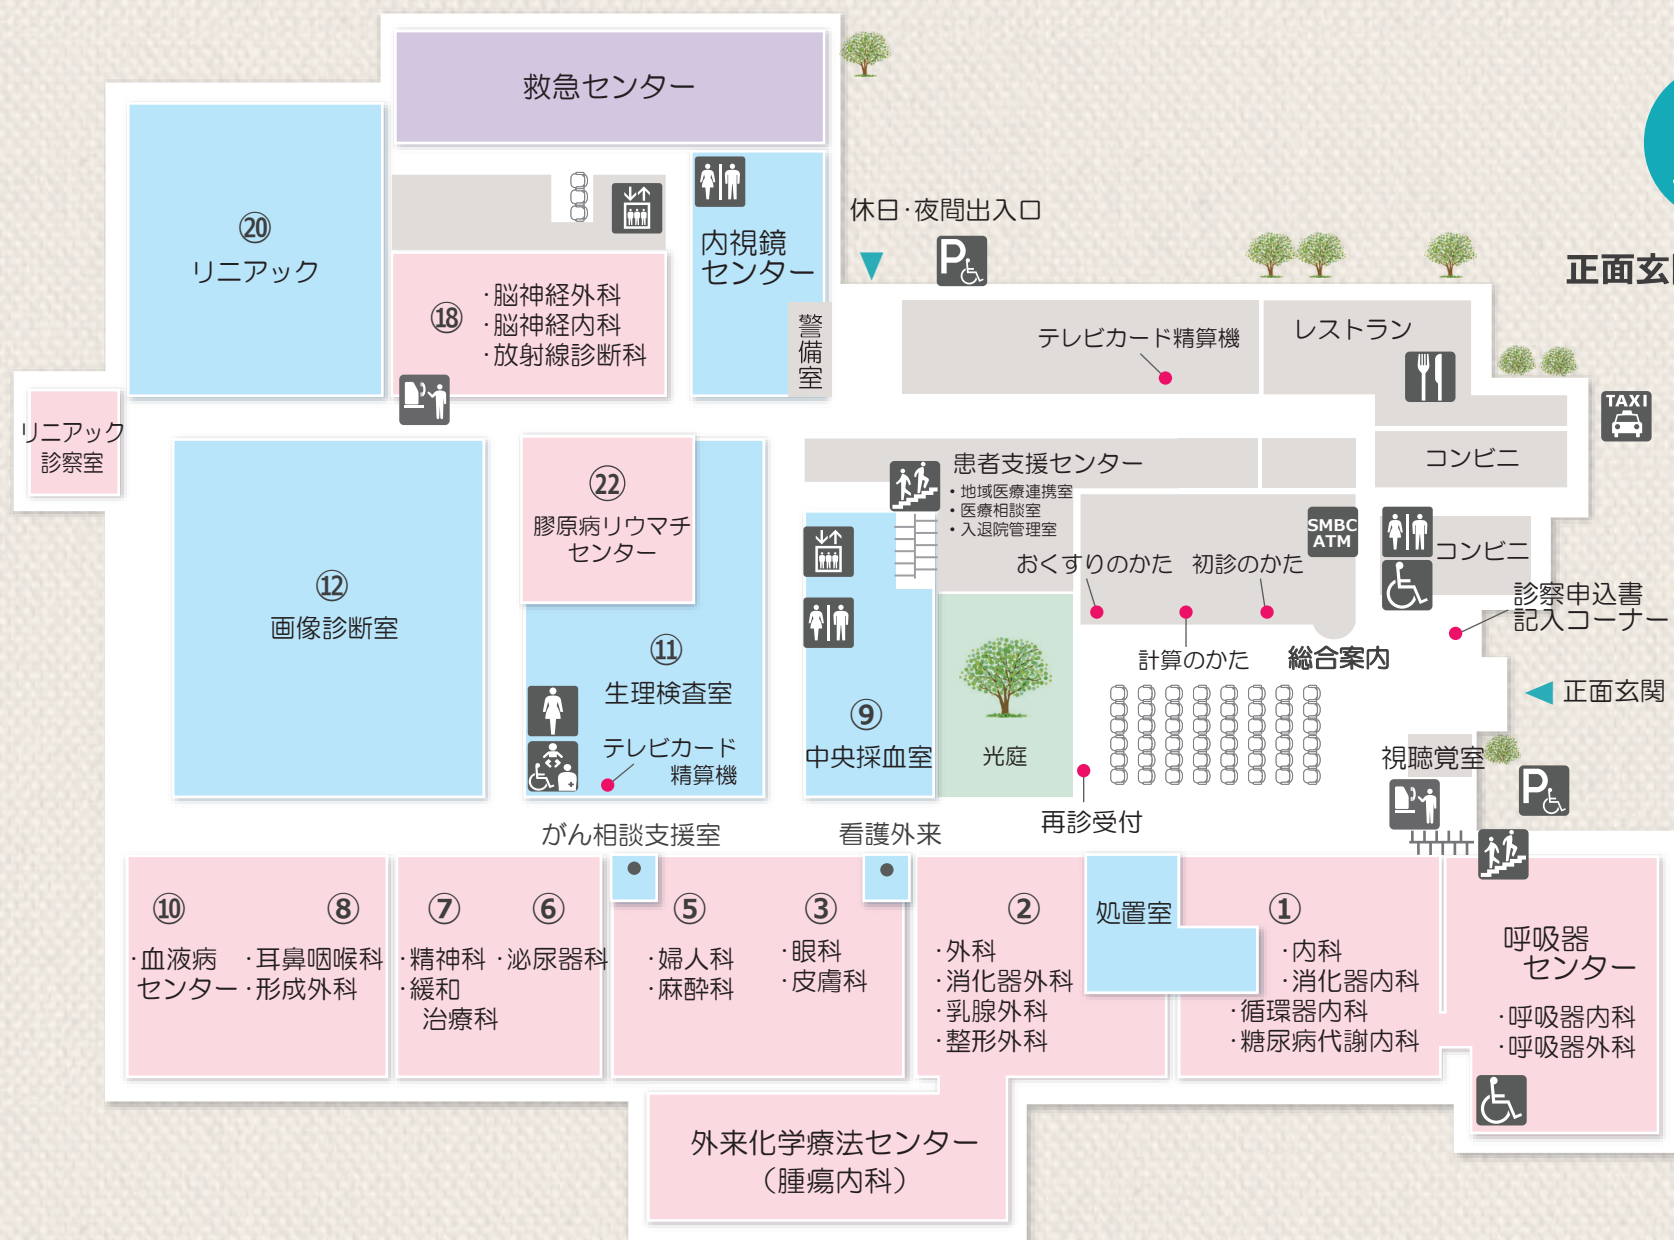 救急センター
⑳
リニアック
内視鏡
センター
警備室
⑱
・脳神経外科
・脳神経内科
・放射線診断科
休日・夜間出入口
P
正面玄
テレビカード精算機
レストラン
TAXI
リニアック
診察室
コンビニ
患者支援センター
・地域医療連携室
・医療相談室
・入退院管理室
㉒
膠原病リウマチ
センター
SMBC
ATM
コンビニ
おくすりのかた
初診のかた
計算のかた
総合案内
診察申込書
記入コーナー
正面玄関
⑫
画像診断室
⑪
生理検査室
テレビカード
精算機
⑨
中央採血室
光庭
再診受付
視聴覚室
P
がん相談支援室
看護外来
⑩
・血液病
センター
⑧
・耳鼻咽喉科
・形成外科
⑦
・精神科
・緩和
治療科
⑥
・泌尿器科
⑤
・婦人科
・麻酔科
③
・眼科
・皮膚科
②
・外科
・消化器外科
・乳腺外科
・整形外科
処置室
①
・内科
・消化器内科
・循環器内科
・糖尿病代謝内科
呼吸器
センター
・呼吸器内科
・呼吸器外科
外来化学療法センター
（腫瘍内科）